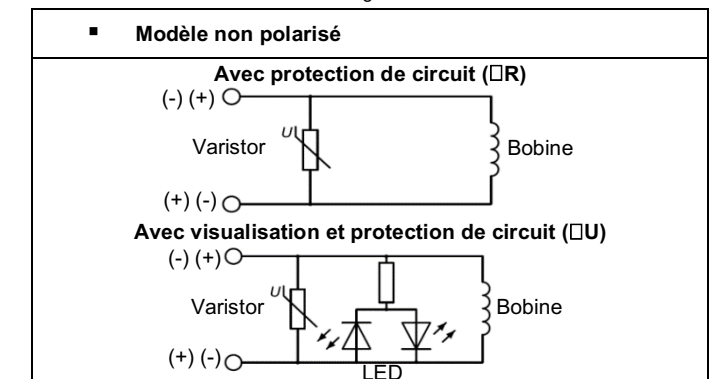 ▪ Modèle non polarisé
Avec protection de circuit (□R)
(-) (+)
Varistor U Bobine
(+) (-)
Avec visualisation et protection de circuit (□U)
(-) (+)
Varistor U Bobine
(+) (-)
LED